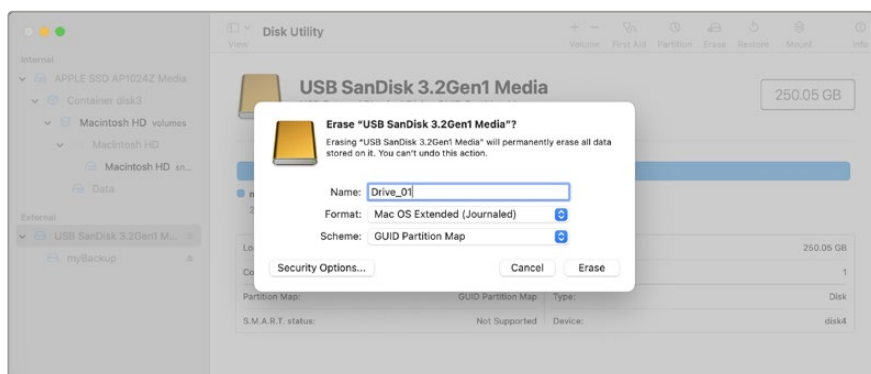 Disk Utility
View
Volume First Aid Partition Erase Restore Mount Info
Internal
APPLE SSD AP1024Z Media
Container disk3
Macintosh HD volumes
Macintosh HD
Macintosh HD sn...
Data
External
USB SanDisk 3.2Gen1 M...
myBackup
USB SanDisk 3.2Gen1 Media
250.05 GB
Erase “USB SanDisk 3.2Gen1 Media”?
Erasing “USB SanDisk 3.2Gen1 Media” will permanently erase all data
stored on it. You can’t undo this action.
Name: Drive_01
Format: Mac OS Extended (Journaled)
Scheme: GUID Partition Map
Security Options... Cancel Erase
250.05 GB
1
Partition Map: GUID Partition Map Type: Disk
S.M.A.R.T. status: Not Supported Device: disk4